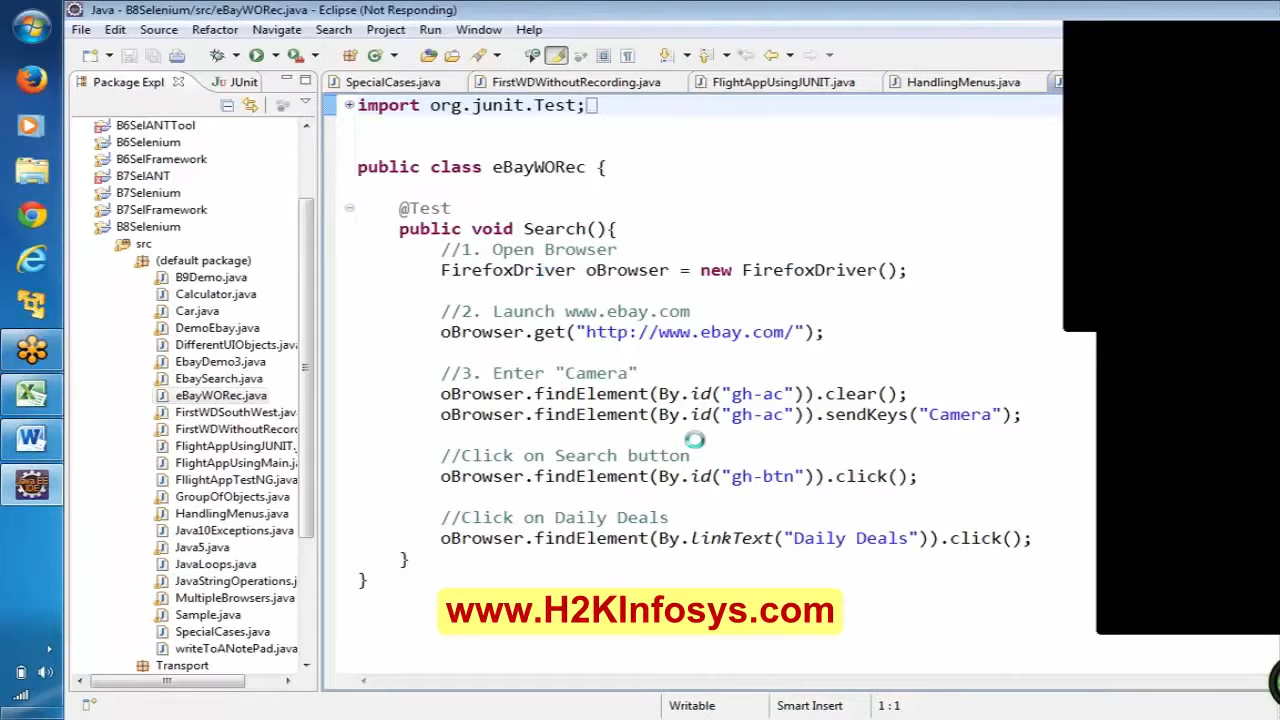 Java - B8Selenium/src/eBayWORec.java - Eclipse (Not Responding)
File Edit Source Refactor Navigate Search Project Run Window Help
Package Expl JUnit
SpecialCases.java FirstWDWithoutRecording.java FlightAppUsingJUNIT.java HandlingMenus.java
B6SelANTTool
B6Selenium
B6SelFramework
B7SelANT
B7Selenium
B7SelFramework
B8Selenium
src
(default package)
B9Demo.java
Calculator.java
Car.java
DemoEbay.java
DifferentUIObjects.java
EbayDemo3.java
EbaySearch.java
eBayWORec.java
FirstWDSouthWest.jav
FirstWDWithoutRecord
FlightAppUsingJUNIT.
FlightAppUsingMain.ja
FllightAppTestNG.java
GroupOfObjects.java
HandlingMenus.java
Java10Exceptions.java
Java5.java
JavaLoops.java
JavaStringOperations.j
MultipleBrowsers.java
Sample.java
SpecialCases.java
writeToANotePad.java
Transport
import org.junit.Test;
public class eBayWORec {
@Test
public void Search(){
//1. Open Browser
FirefoxDriver oBrowser = new FirefoxDriver();
//2. Launch www.ebay.com
oBrowser.get("http://www.ebay.com/");
//3. Enter "Camera"
oBrowser.findElement(By.id("gh-ac")).clear();
oBrowser.findElement(By.id("gh-ac")).sendKeys("Camera");
//Click on Search button
oBrowser.findElement(By.id("gh-btn")).click();
//Click on Daily Deals
oBrowser.findElement(By.linkText("Daily Deals")).click();
}
}
www.H2KInfosys.com
Writable Smart Insert 1 : 1
Java EE
IDE